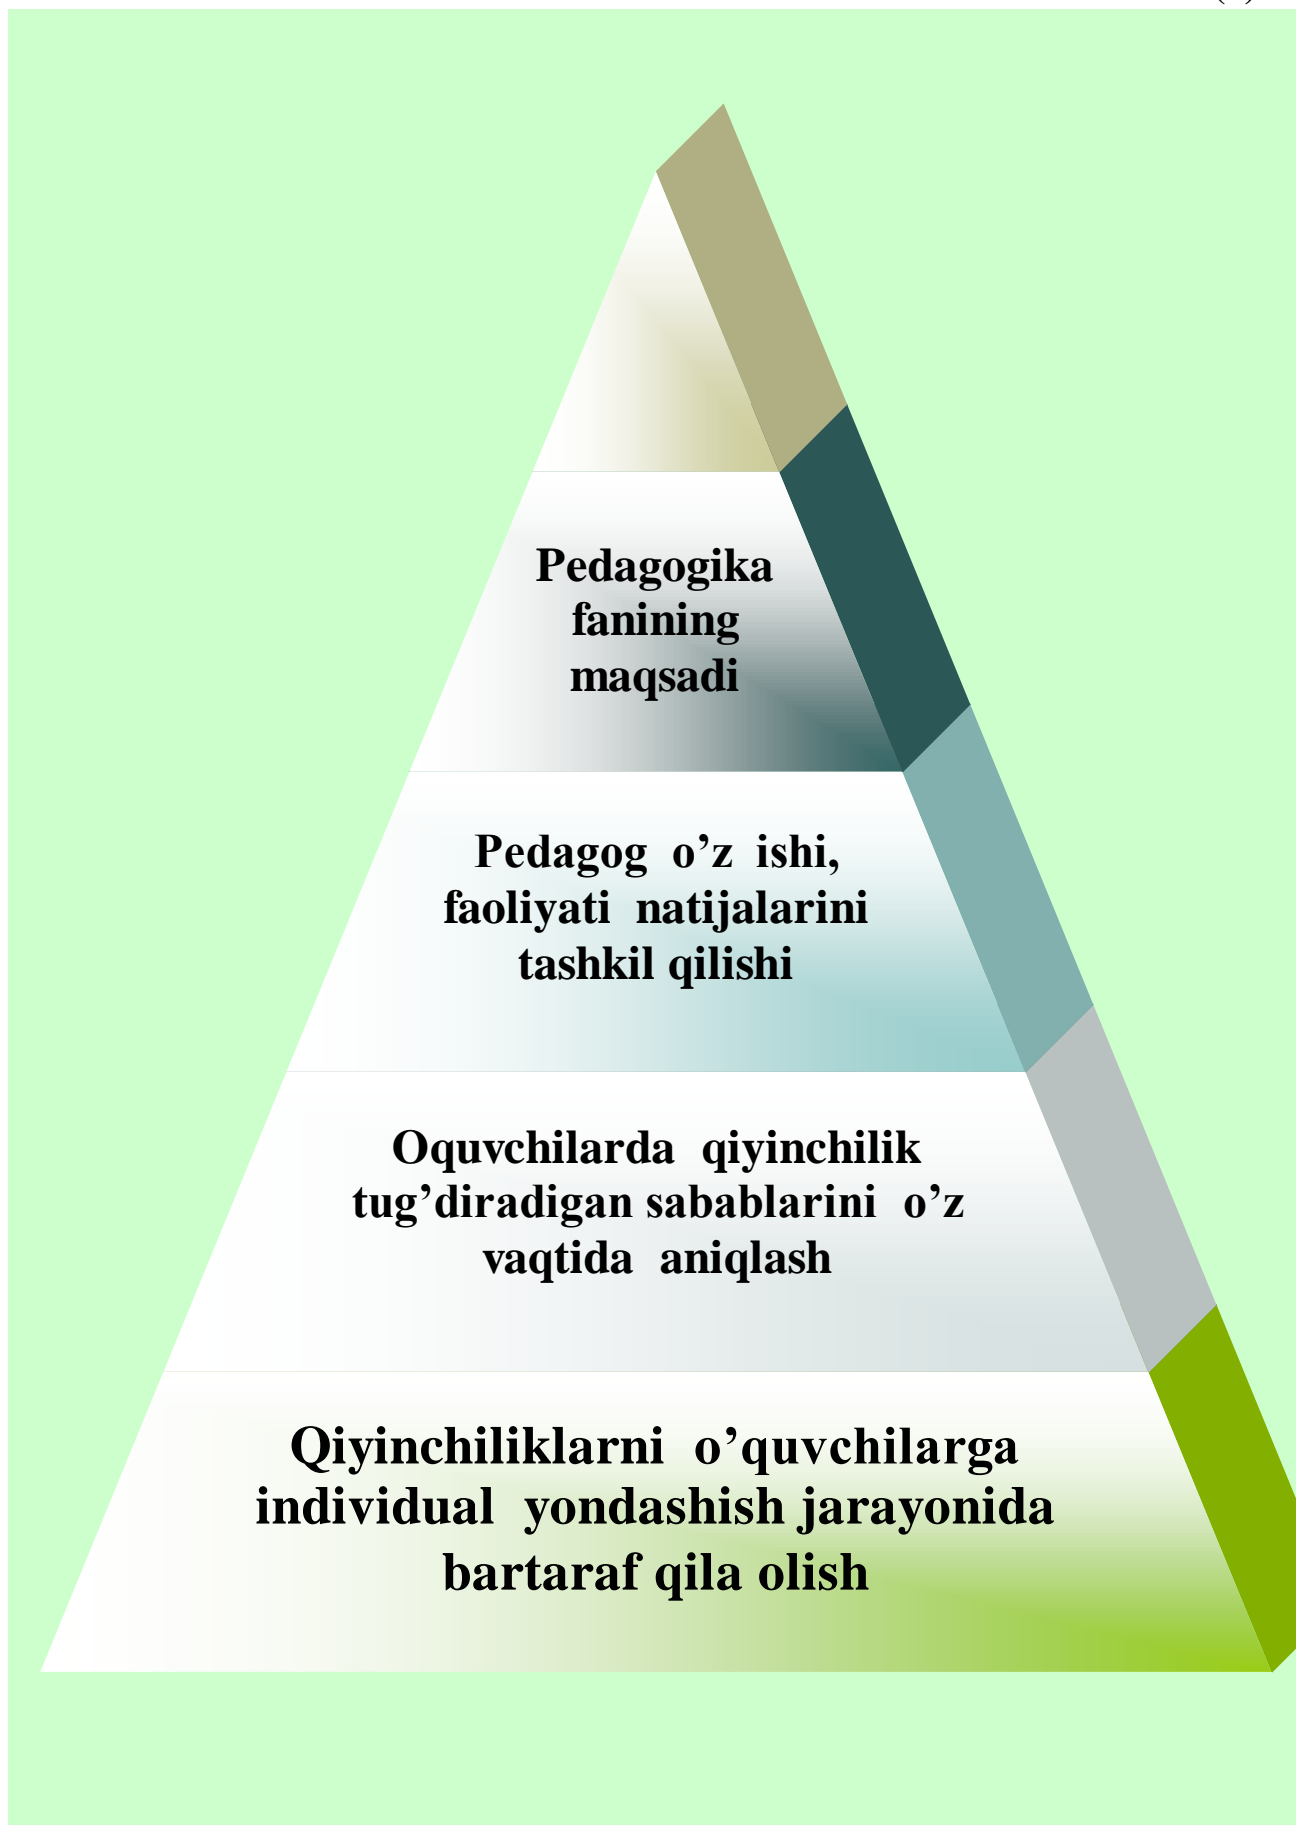 Pedagogika
fanining
maqsadi
Pedagog o’z ishi,
faoliyati natijalarini
tashkil qilishi
Oquvchilarda qiyinchilik
tug’diradigan sabablarini o’z
vaqtida aniqlash
Qiyinchiliklarni o’quvchilarga
individual yondashish jarayonida
bartaraf qila olish